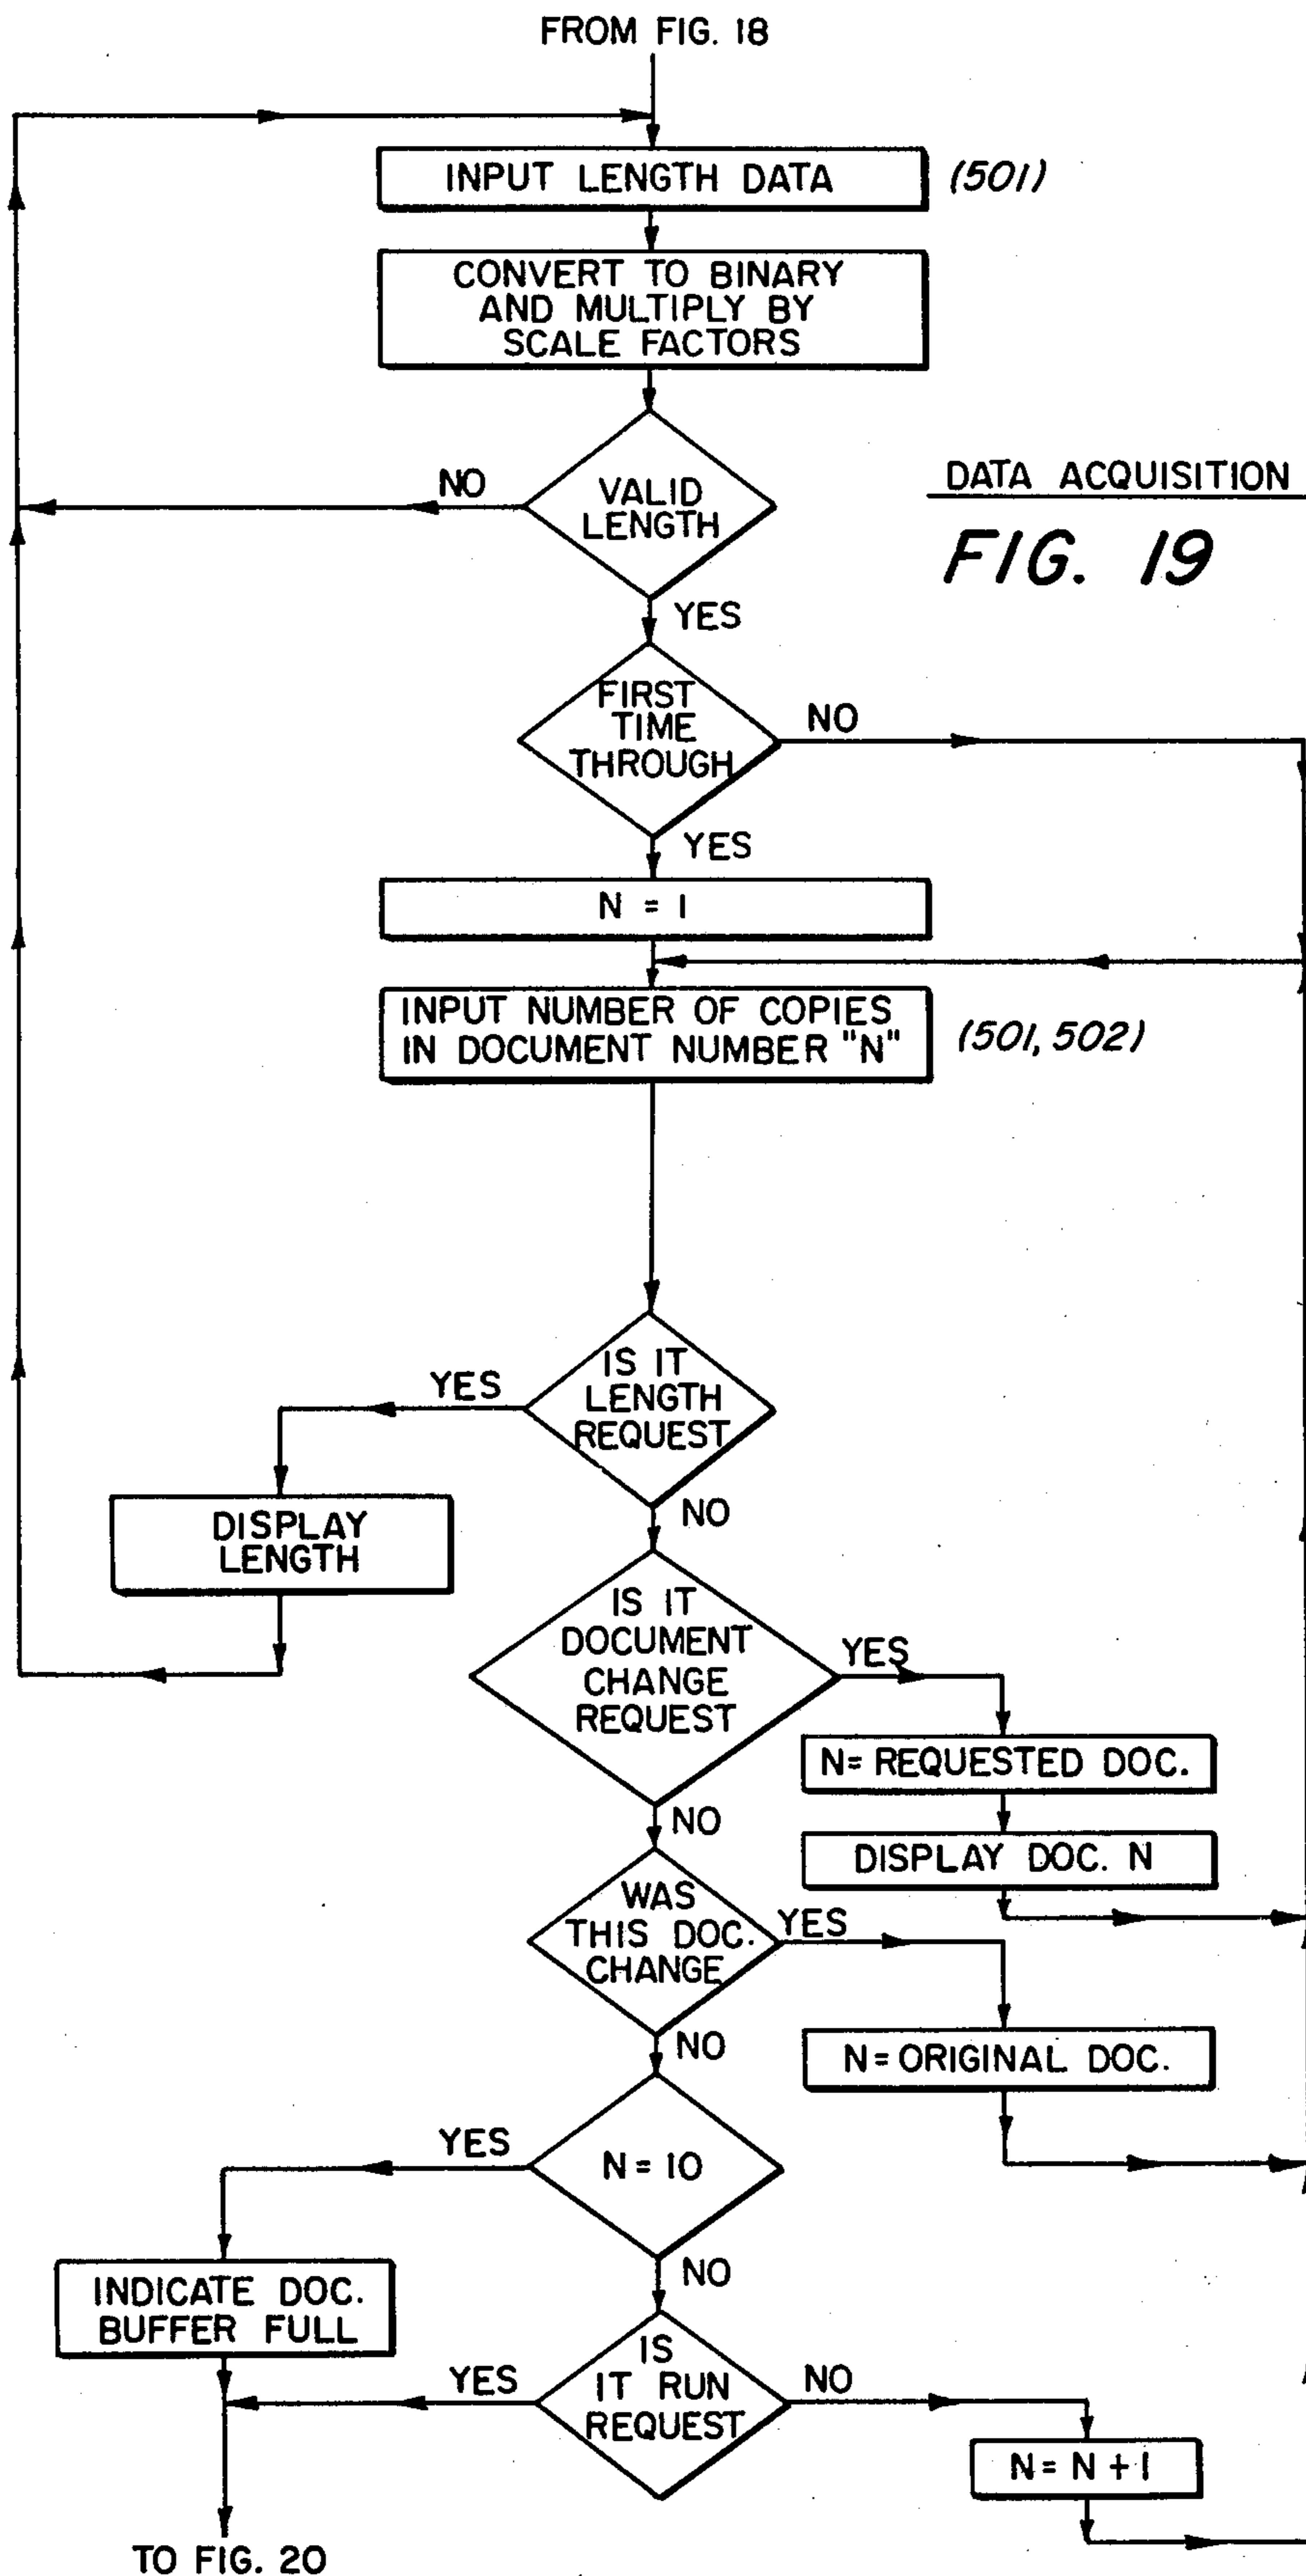 FROM FIG. 18
INPUT LENGTH DATA
(501)
CONVERT TO BINARY
AND MULTIPLY BY
SCALE FACTORS
NO
VALID
LENGTH
DATA ACQUISITION
FIG. 19
YES
FIRST
TIME
THROUGH
NO
YES
N = 1
INPUT NUMBER OF COPIES
IN DOCUMENT NUMBER "N"
(501, 502)
YES
IS IT
LENGTH
REQUEST
NO
DISPLAY
LENGTH
IS IT
DOCUMENT
CHANGE
REQUEST
YES
N= REQUESTED DOC.
NO
DISPLAY DOC. N
WAS
THIS DOC.
CHANGE
YES
NO
N= ORIGINAL DOC.
YES
N = 10
NO
INDICATE DOC.
BUFFER FULL
YES
IS
IT RUN
REQUEST
NO
N= N + 1
TO FIG. 20